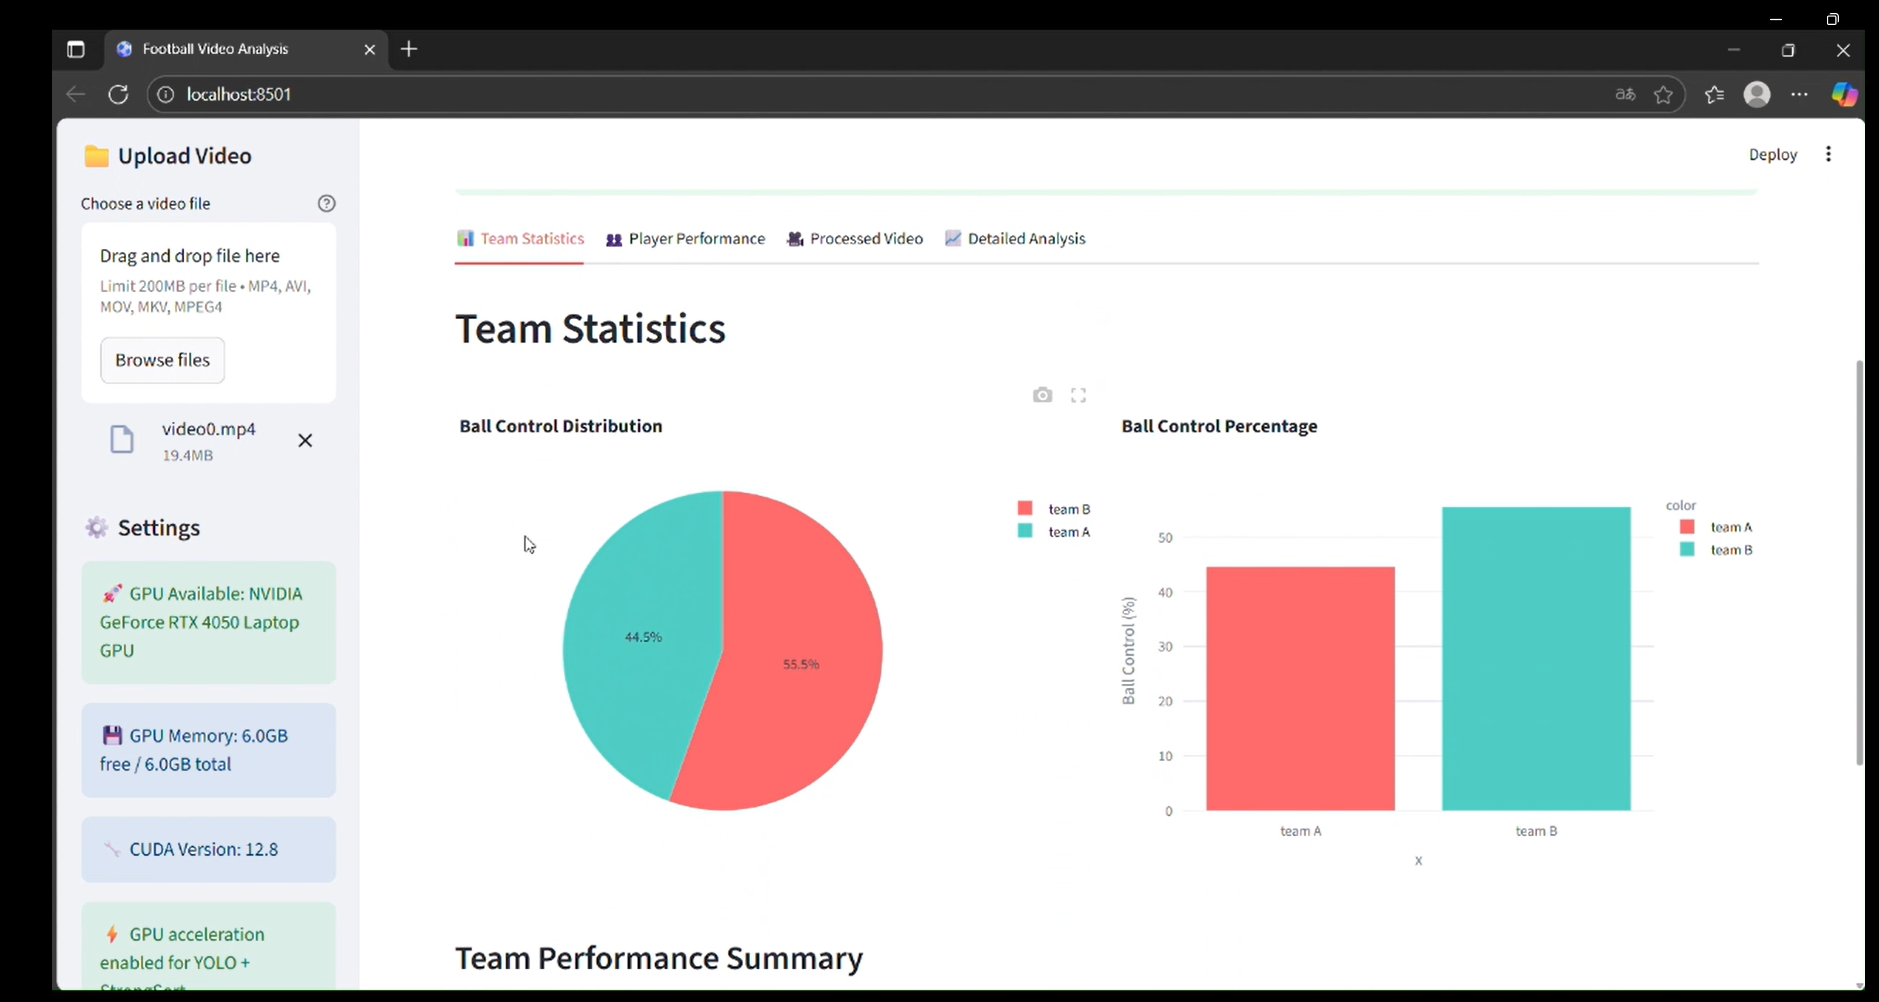 Football Video Analysis
localhost:8501
aあ
Upload Video
Choose a video file
Drag and drop file here
Limit 200MB per file • MP4, AVI,
MOV, MKV, MPEG4
Browse files
video0.mp4
19.4MB
Settings
GPU Available: NVIDIA
GeForce RTX 4050 Laptop
GPU
GPU Memory: 6.0GB
free / 6.0GB total
CUDA Version: 12.8
GPU acceleration
enabled for YOLO +
Deploy
Team Statistics
Player Performance
Processed Video
Detailed Analysis
Team Statistics
Ball Control Distribution
team B
team A
44.5%
55.5%
Ball Control Percentage
color
team A
team B
Ball Control (%)
50
40
30
20
10
0
team A
team B
x
Team Performance Summary